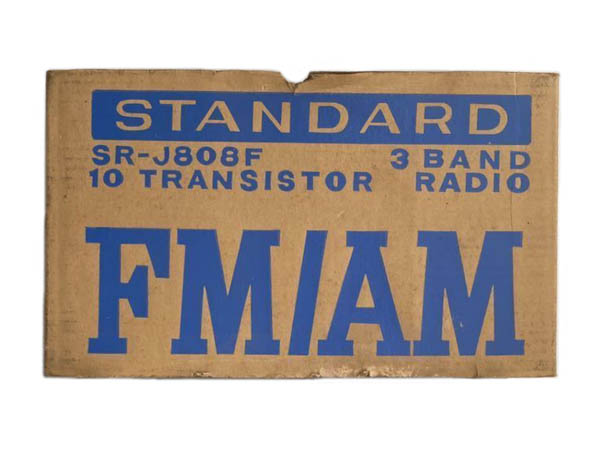 STANDARD
SR-J808F 3 BAND
10 TRANSISTOR RADIO
FM/AM